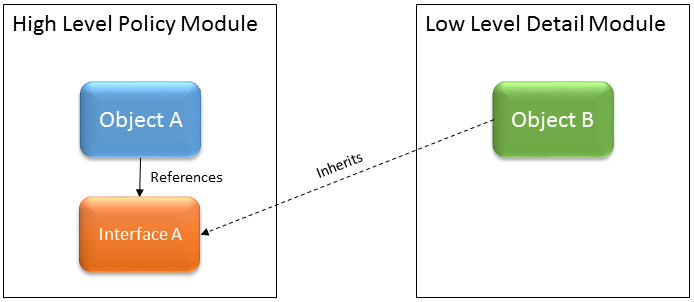 High Level Policy Module
Object A
References
Interface A
Inherits
Low Level Detail Module
Object B